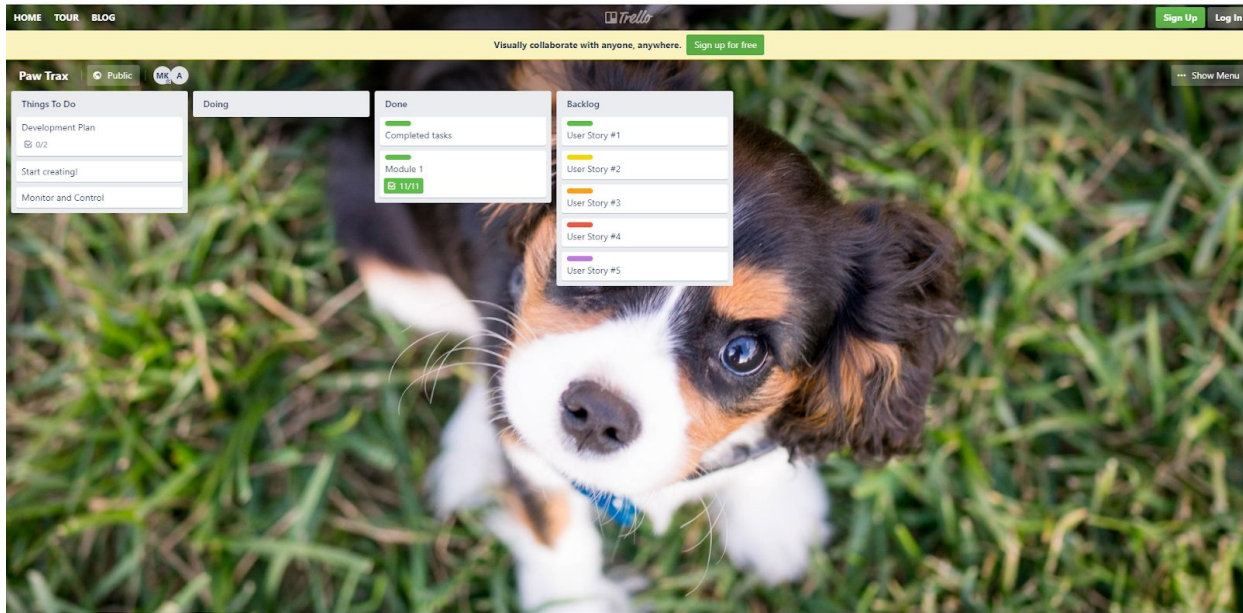 HOME TOUR BLOG Trello Sign Up Log In
Visually collaborate with anyone, anywhere. Sign up for free
Paw Trax Public MK A ··· Show Menu
Things To Do
Development Plan
0/2
Start creating!
Monitor and Control
Doing
Done
Completed tasks
Module 1
11/11
Backlog
User Story #1
User Story #2
User Story #3
User Story #4
User Story #5